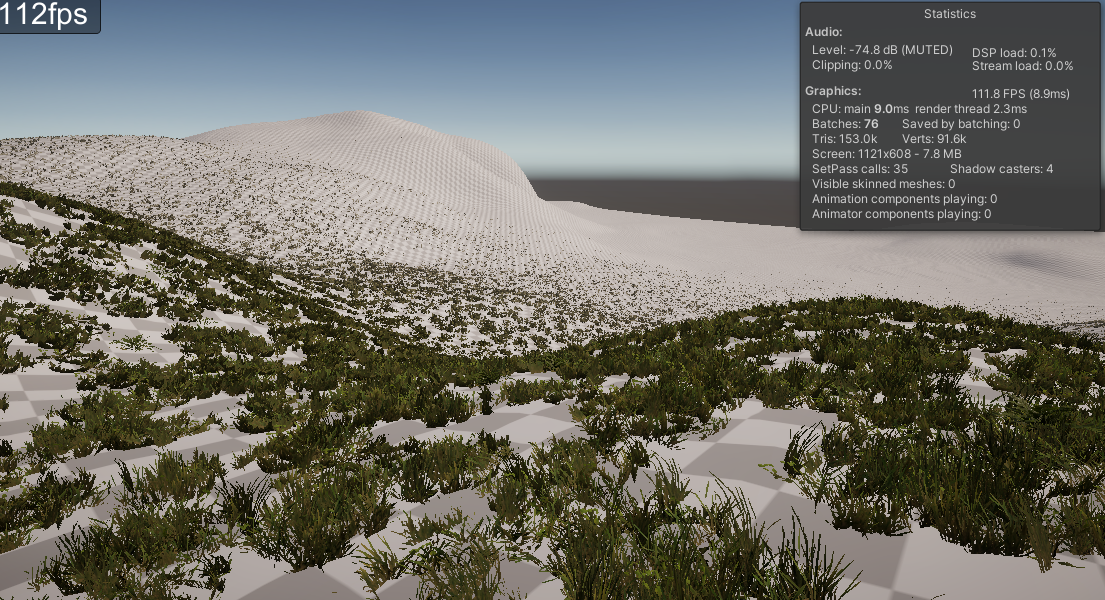 112fps
Statistics
Audio:
Level: -74.8 dB (MUTED) DSP load: 0.1%
Clipping: 0.0% Stream load: 0.0%
Graphics: 111.8 FPS (8.9ms)
CPU: main 9.0ms render thread 2.3ms
Batches: 76 Saved by batching: 0
Tris: 153.0k Verts: 91.6k
Screen: 1121x608 - 7.8 MB
SetPass calls: 35 Shadow casters: 4
Visible skinned meshes: 0
Animation components playing: 0
Animator components playing: 0